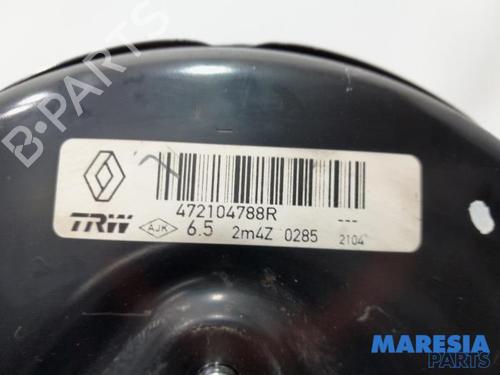 B-PARTS
472104788R
---
TRW
AJK
6.5 2m4Z 0285 2104
MARESIA
PARTS